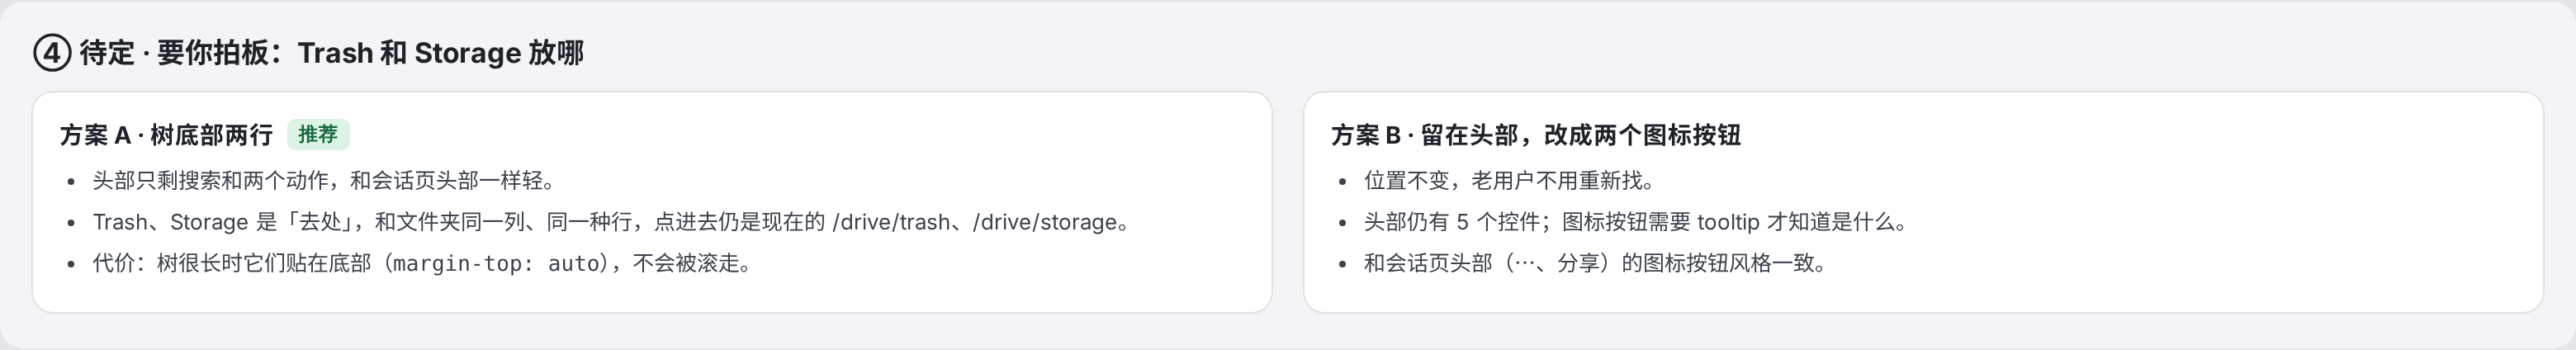 ④ 待定 · 要你拍板：Trash 和 Storage 放哪
方案 A · 树底部两行 推荐
• 头部只剩搜索和两个动作，和会话页头部一样轻。
• Trash、Storage 是「去处」，和文件夹同一列、同一种行，点进去仍是现在的 /drive/trash、/drive/storage。
• 代价：树很长时它们贴在底部（margin-top: auto），不会被滚走。
方案 B · 留在头部，改成两个图标按钮
• 位置不变，老用户不用重新找。
• 头部仍有 5 个控件；图标按钮需要 tooltip 才知道是什么。
• 和会话页头部（⋯、分享）的图标按钮风格一致。